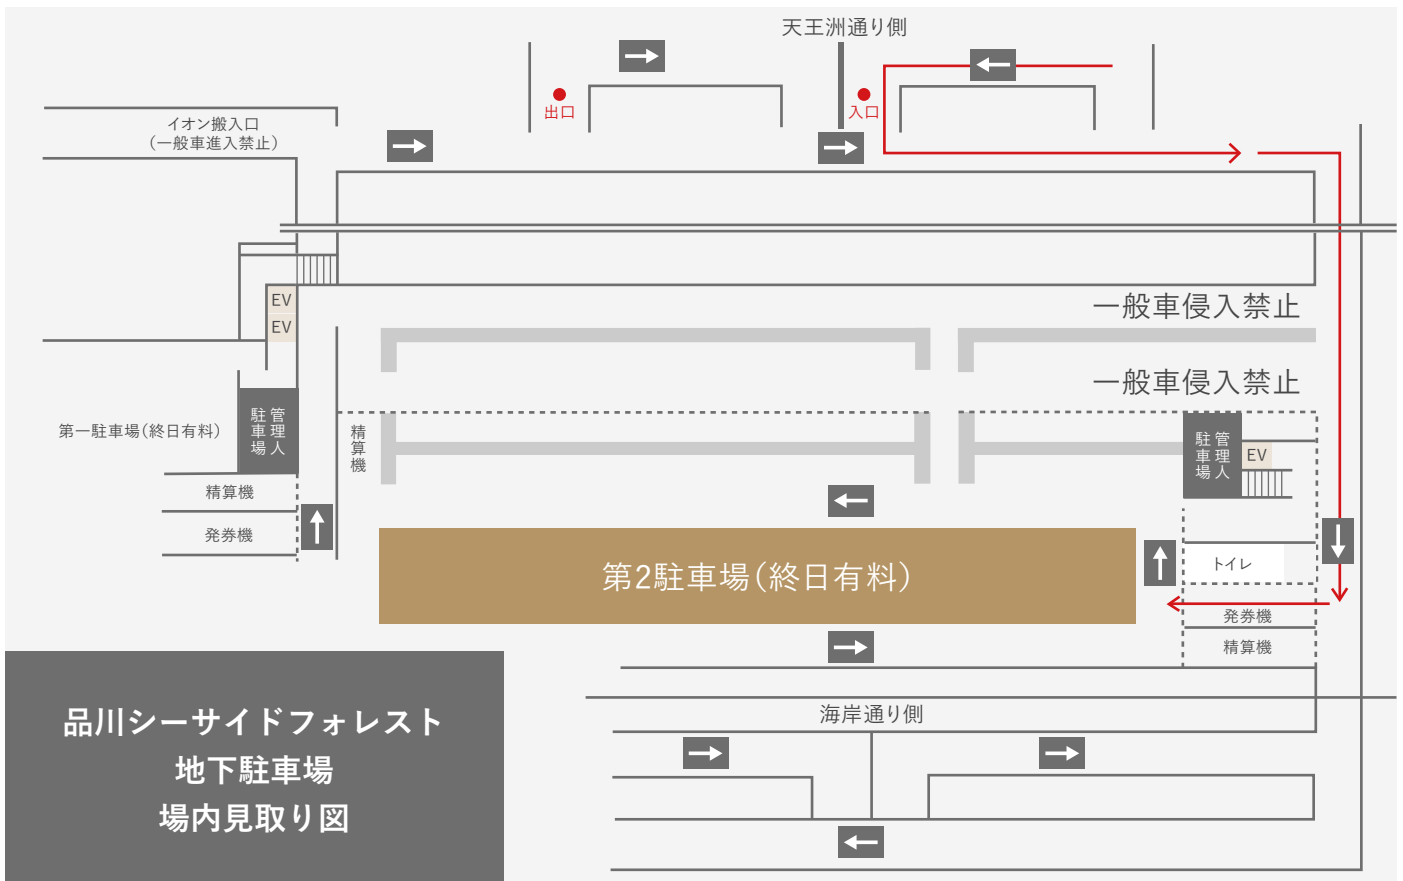 天王洲通り側
出口
入口
イオン搬入口
（一般車進入禁止）
EV
EV
一般車侵入禁止
一般車侵入禁止
管理人
駐車場
第一駐車場（終日有料）
精算機
管理人
駐車場
EV
精算機
発券機
第2駐車場（終日有料）
トイレ
発券機
精算機
海岸通り側
品川シーサイドフォレスト
地下駐車場
場内見取り図